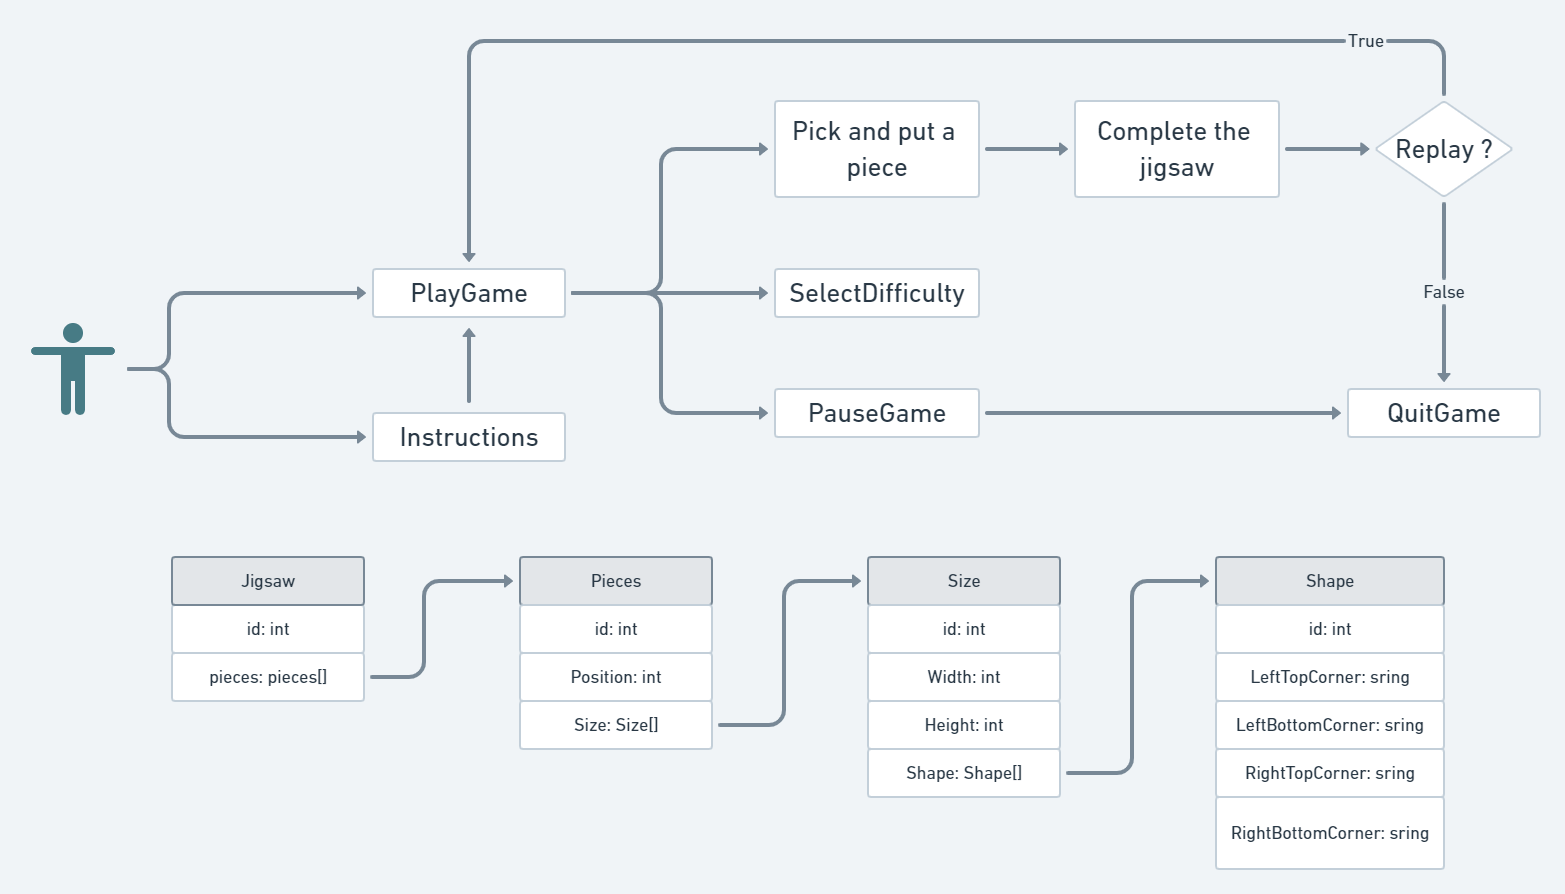 True
Pick and put a
piece
Complete the
jigsaw
Replay ?
PlayGame
SelectDifficulty
False
PauseGame
QuitGame
Instructions
Jigsaw
id: int
pieces: pieces[]
Pieces
id: int
Position: int
Size: Size[]
Size
id: int
Width: int
Height: int
Shape: Shape[]
Shape
id: int
LeftTopCorner: sring
LeftBottomCorner: sring
RightTopCorner: sring
RightBottomCorner: sring